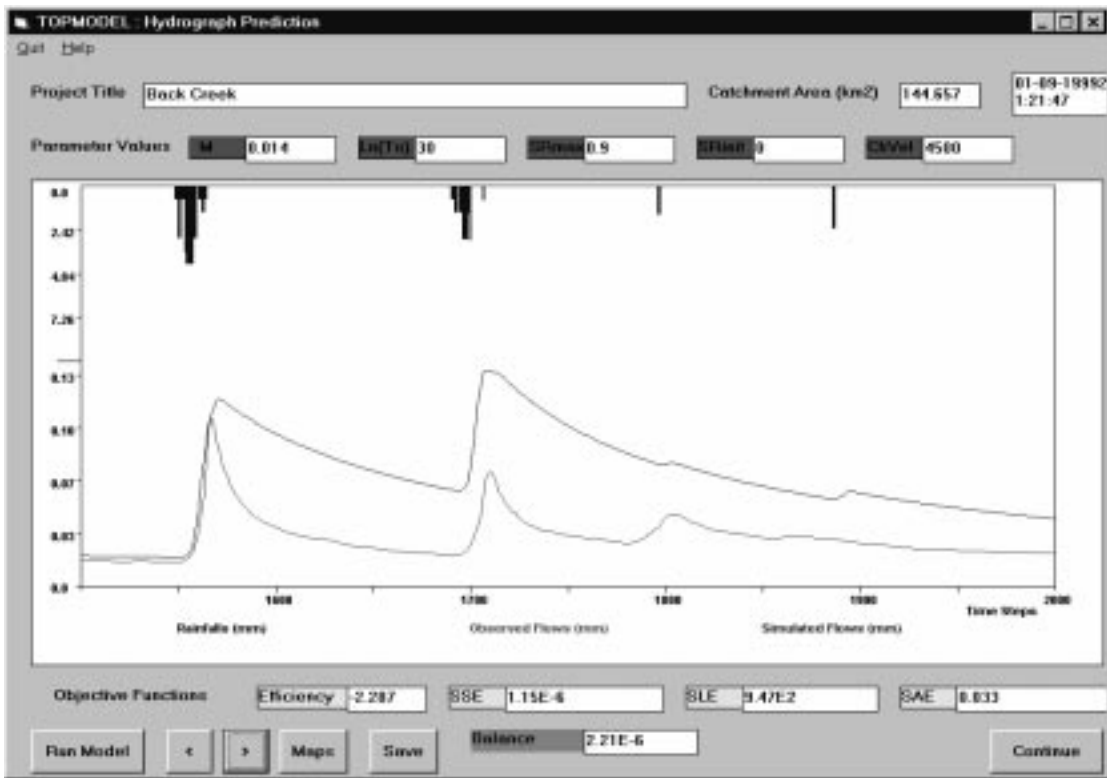 TOPMODEL : Hydrograph Prediction
Quit Help
Project Title Back Creek Catchment Area (km2) 144.657 01-09-19992
1:21:47
Parameter Values M 0.014 Ln(To) 30 SRmax 0.9 SRinit 0 ChVel 4500
0.0
2.42
4.84
7.26
0.13
0.10
0.07
0.03
0.0
1600 1700 1800 1900 2000
Time Steps
Rainfalls (mm) Observed Flows (mm) Simulated Flows (mm)
Objective Functions Efficiency -2.207 SSE 1.15E-6 SLE 9.47E2 SAE 0.033
Run Model < > Maps Save Balance 2.21E-6 Continue